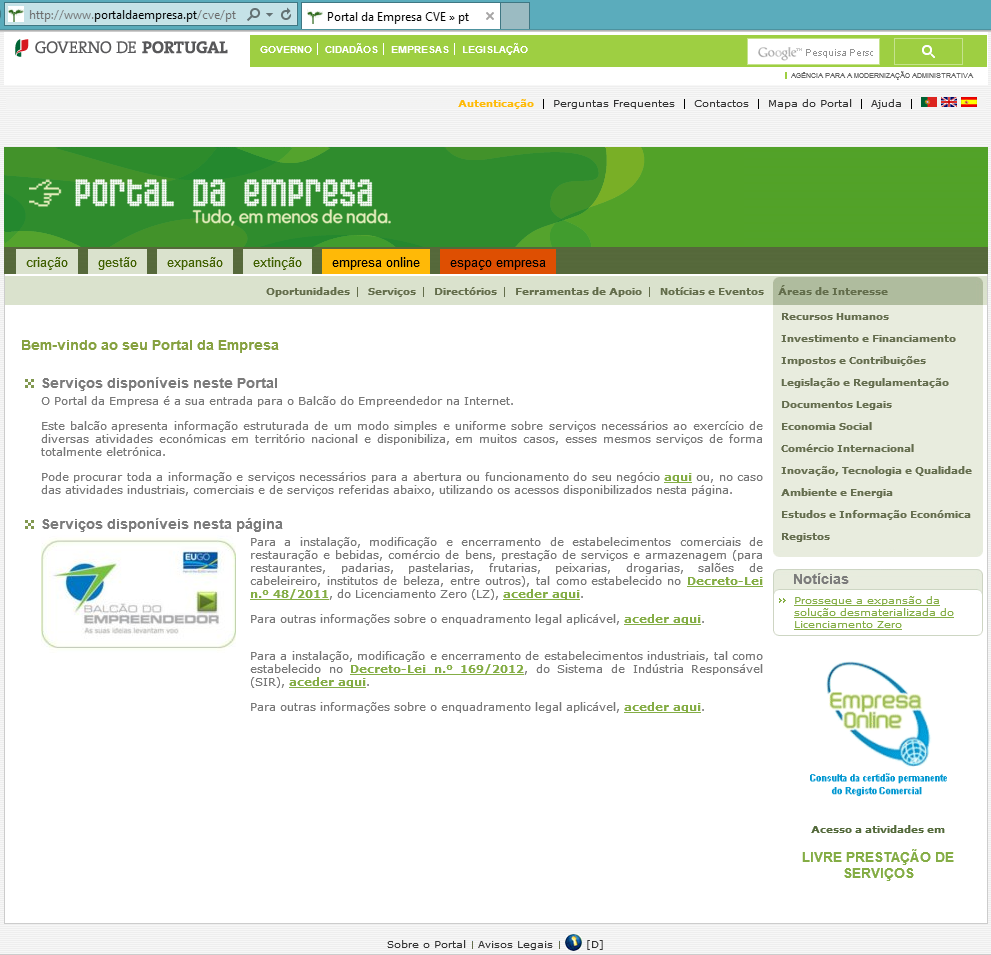 http://www.portaldaempresa.pt/cve/pt
Portal da Empresa CVE » pt
GOVERNO DE PORTUGAL
GOVERNO | CIDADÃOS | EMPRESAS | LEGISLAÇÃO
Google™ Pesquisa Persc
AGÊNCIA PARA A MODERNIZAÇÃO ADMINISTRATIVA
Autenticação | Perguntas Frequentes | Contactos | Mapa do Portal | Ajuda |
PORTAL DA EMPRESA
Tudo, em menos de nada.
criação gestão expansão extinção empresa online espaço empresa
Oportunidades | Serviços | Directórios | Ferramentas de Apoio | Notícias e Eventos
Bem-vindo ao seu Portal da Empresa
Serviços disponíveis neste Portal
O Portal da Empresa é a sua entrada para o Balcão do Empreendedor na Internet.
Este balcão apresenta informação estruturada de um modo simples e uniforme sobre serviços necessários ao exercício de
diversas atividades económicas em território nacional e disponibiliza, em muitos casos, esses mesmos serviços de forma
totalmente eletrónica.
Pode procurar toda a informação e serviços necessários para a abertura ou funcionamento do seu negócio aqui ou, no caso
das atividades industriais, comerciais e de serviços referidas abaixo, utilizando os acessos disponibilizados nesta página.
Serviços disponíveis nesta página
EUGO
BALCÃO DO
EMPREENDEDOR
As suas ideias levantam voo
Para a instalação, modificação e encerramento de estabelecimentos comerciais de
restauração e bebidas, comércio de bens, prestação de serviços e armazenagem (para
restaurantes, padarias, pastelarias, frutarias, peixarias, drogarias, salões de
cabeleireiro, institutos de beleza, entre outros), tal como estabelecido no Decreto-Lei
n.º 48/2011, do Licenciamento Zero (LZ), aceder aqui.
Para outras informações sobre o enquadramento legal aplicável, aceder aqui.
Para a instalação, modificação e encerramento de estabelecimentos industriais, tal como
estabelecido no Decreto-Lei n.º 169/2012, do Sistema de Indústria Responsável
(SIR), aceder aqui.
Para outras informações sobre o enquadramento legal aplicável, aceder aqui.
Áreas de Interesse
Recursos Humanos
Investimento e Financiamento
Impostos e Contribuições
Legislação e Regulamentação
Documentos Legais
Economia Social
Comércio Internacional
Inovação, Tecnologia e Qualidade
Ambiente e Energia
Estudos e Informação Económica
Registos
Notícias
Prossegue a expansão da
solução desmaterializada do
Licenciamento Zero
Empresa
Online
Consulta da certidão permanente
do Registo Comercial
Acesso a atividades em
LIVRE PRESTAÇÃO DE
SERVIÇOS
Sobre o Portal | Avisos Legais | [D]